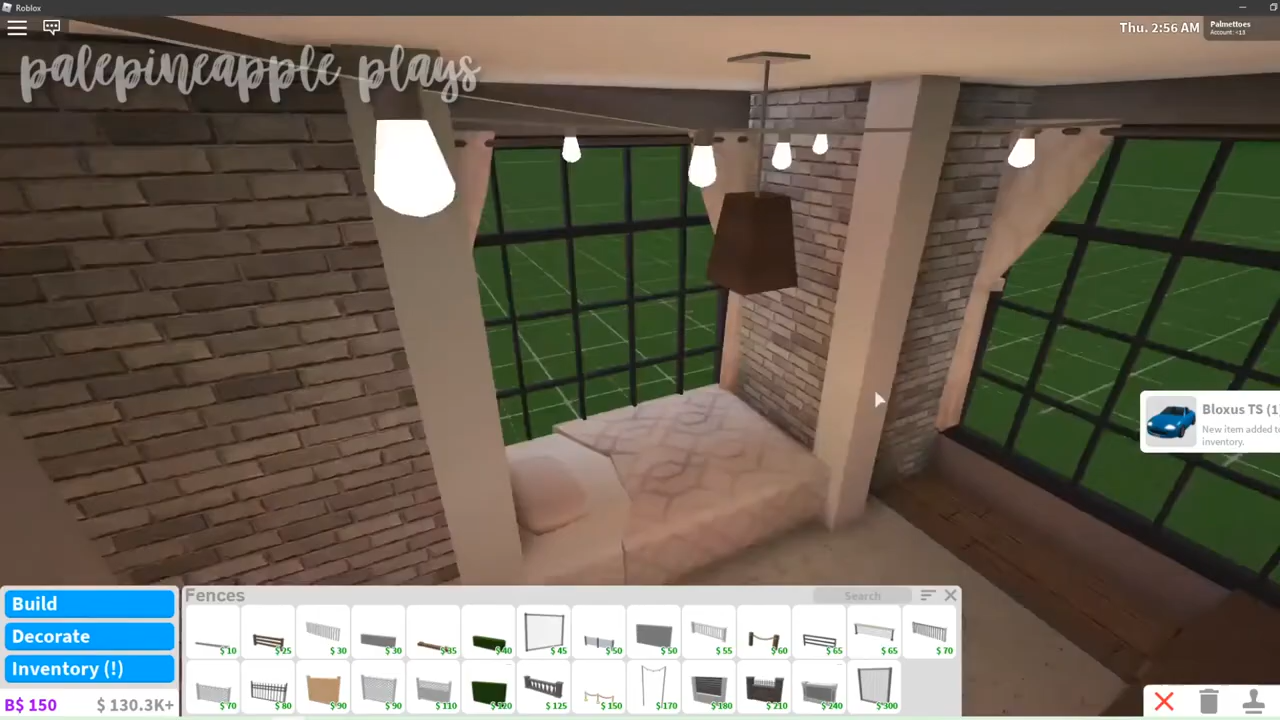 Roblox
Thu. 2:56 AM
Palmettoes
Account: <13
palepineapple plays
Bloxus TS (1
New item added to
inventory.
Build
Decorate
Inventory (!)
B$ 150
$ 130.3K+
Fences
Search
$ 10
$ 25
$ 30
$ 30
$ 35
$ 40
$ 45
$ 50
$ 50
$ 55
$ 60
$ 65
$ 65
$ 70
$ 70
$ 80
$ 90
$ 90
$ 110
$ 120
$ 125
$ 150
$ 170
$ 180
$ 210
$ 240
$ 300